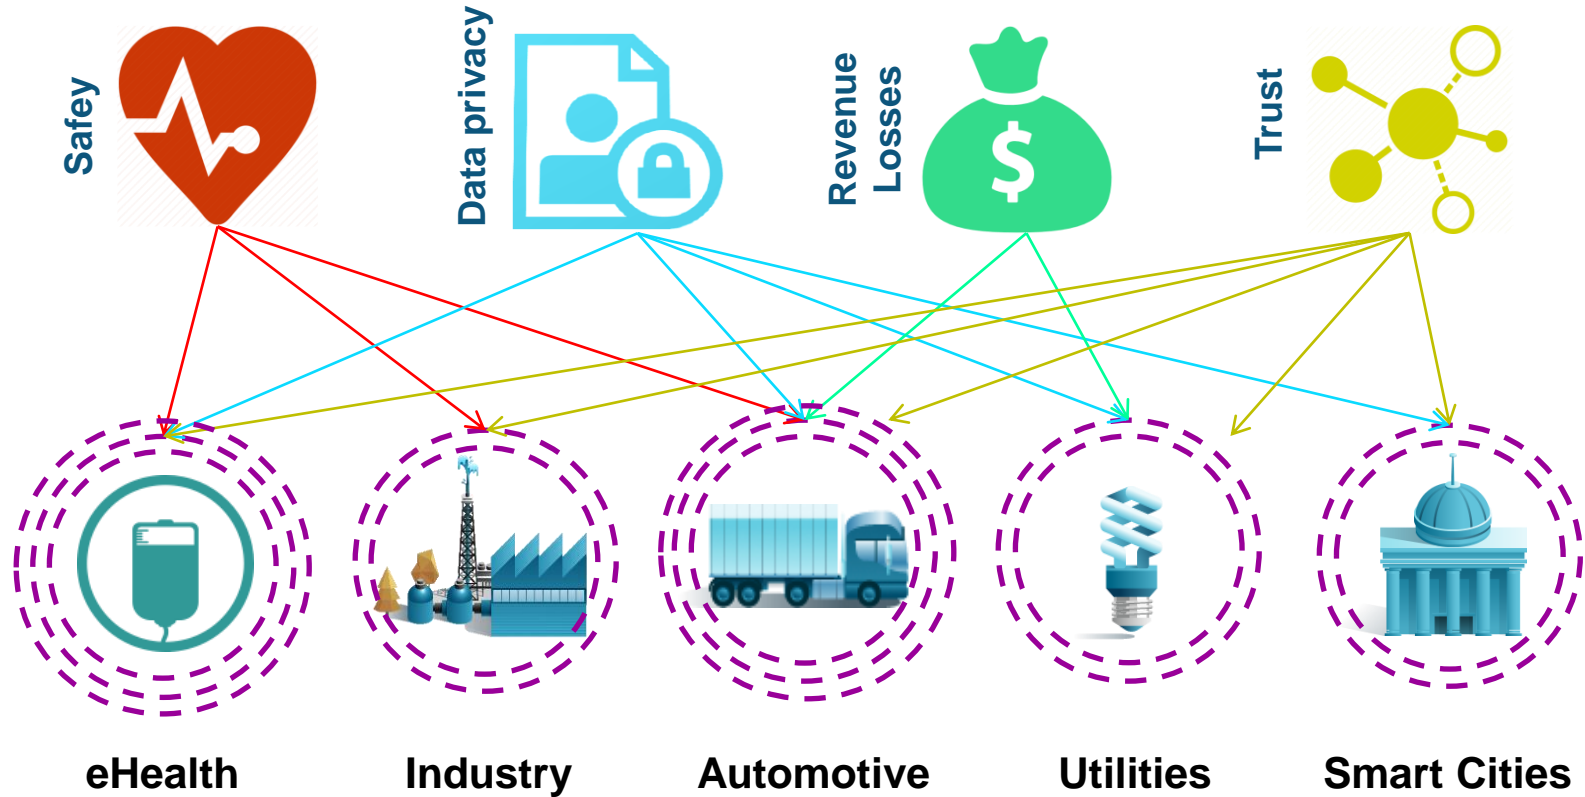 Safey
Data privacy
Revenue
Losses
$
Trust
eHealth
Industry
Automotive
Utilities
Smart Cities